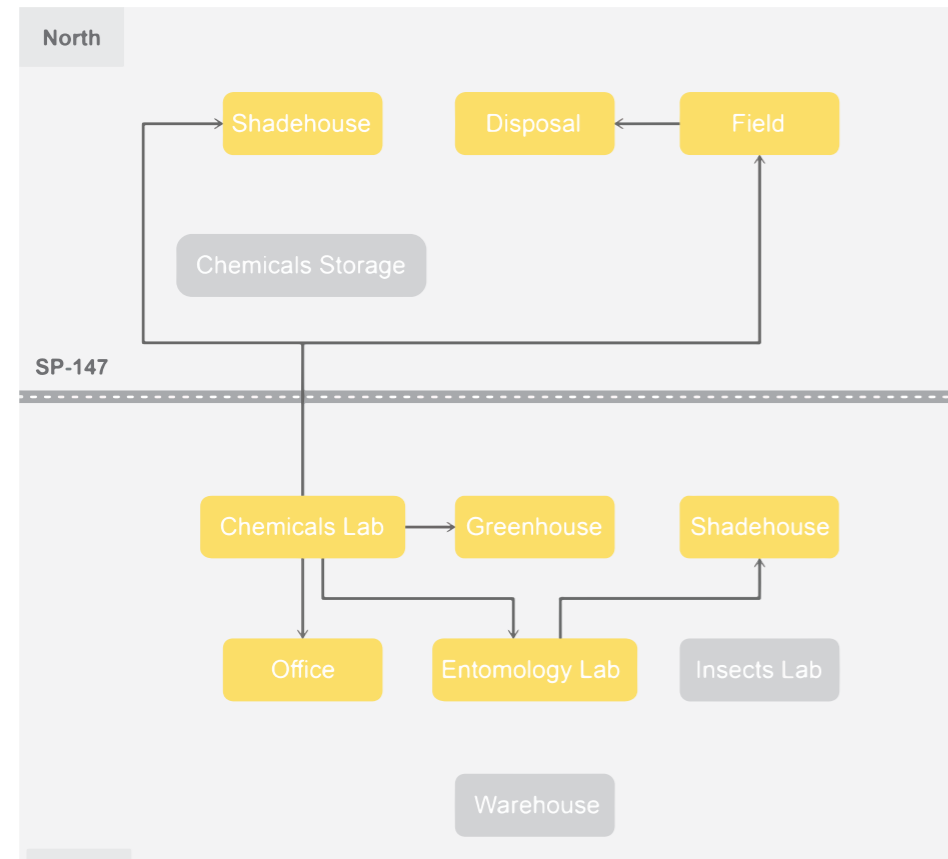 North
Shadehouse
Disposal
Field
Chemicals Storage
SP-147
Chemicals Lab
Greenhouse
Shadehouse
Office
Entomology Lab
Insects Lab
Warehouse